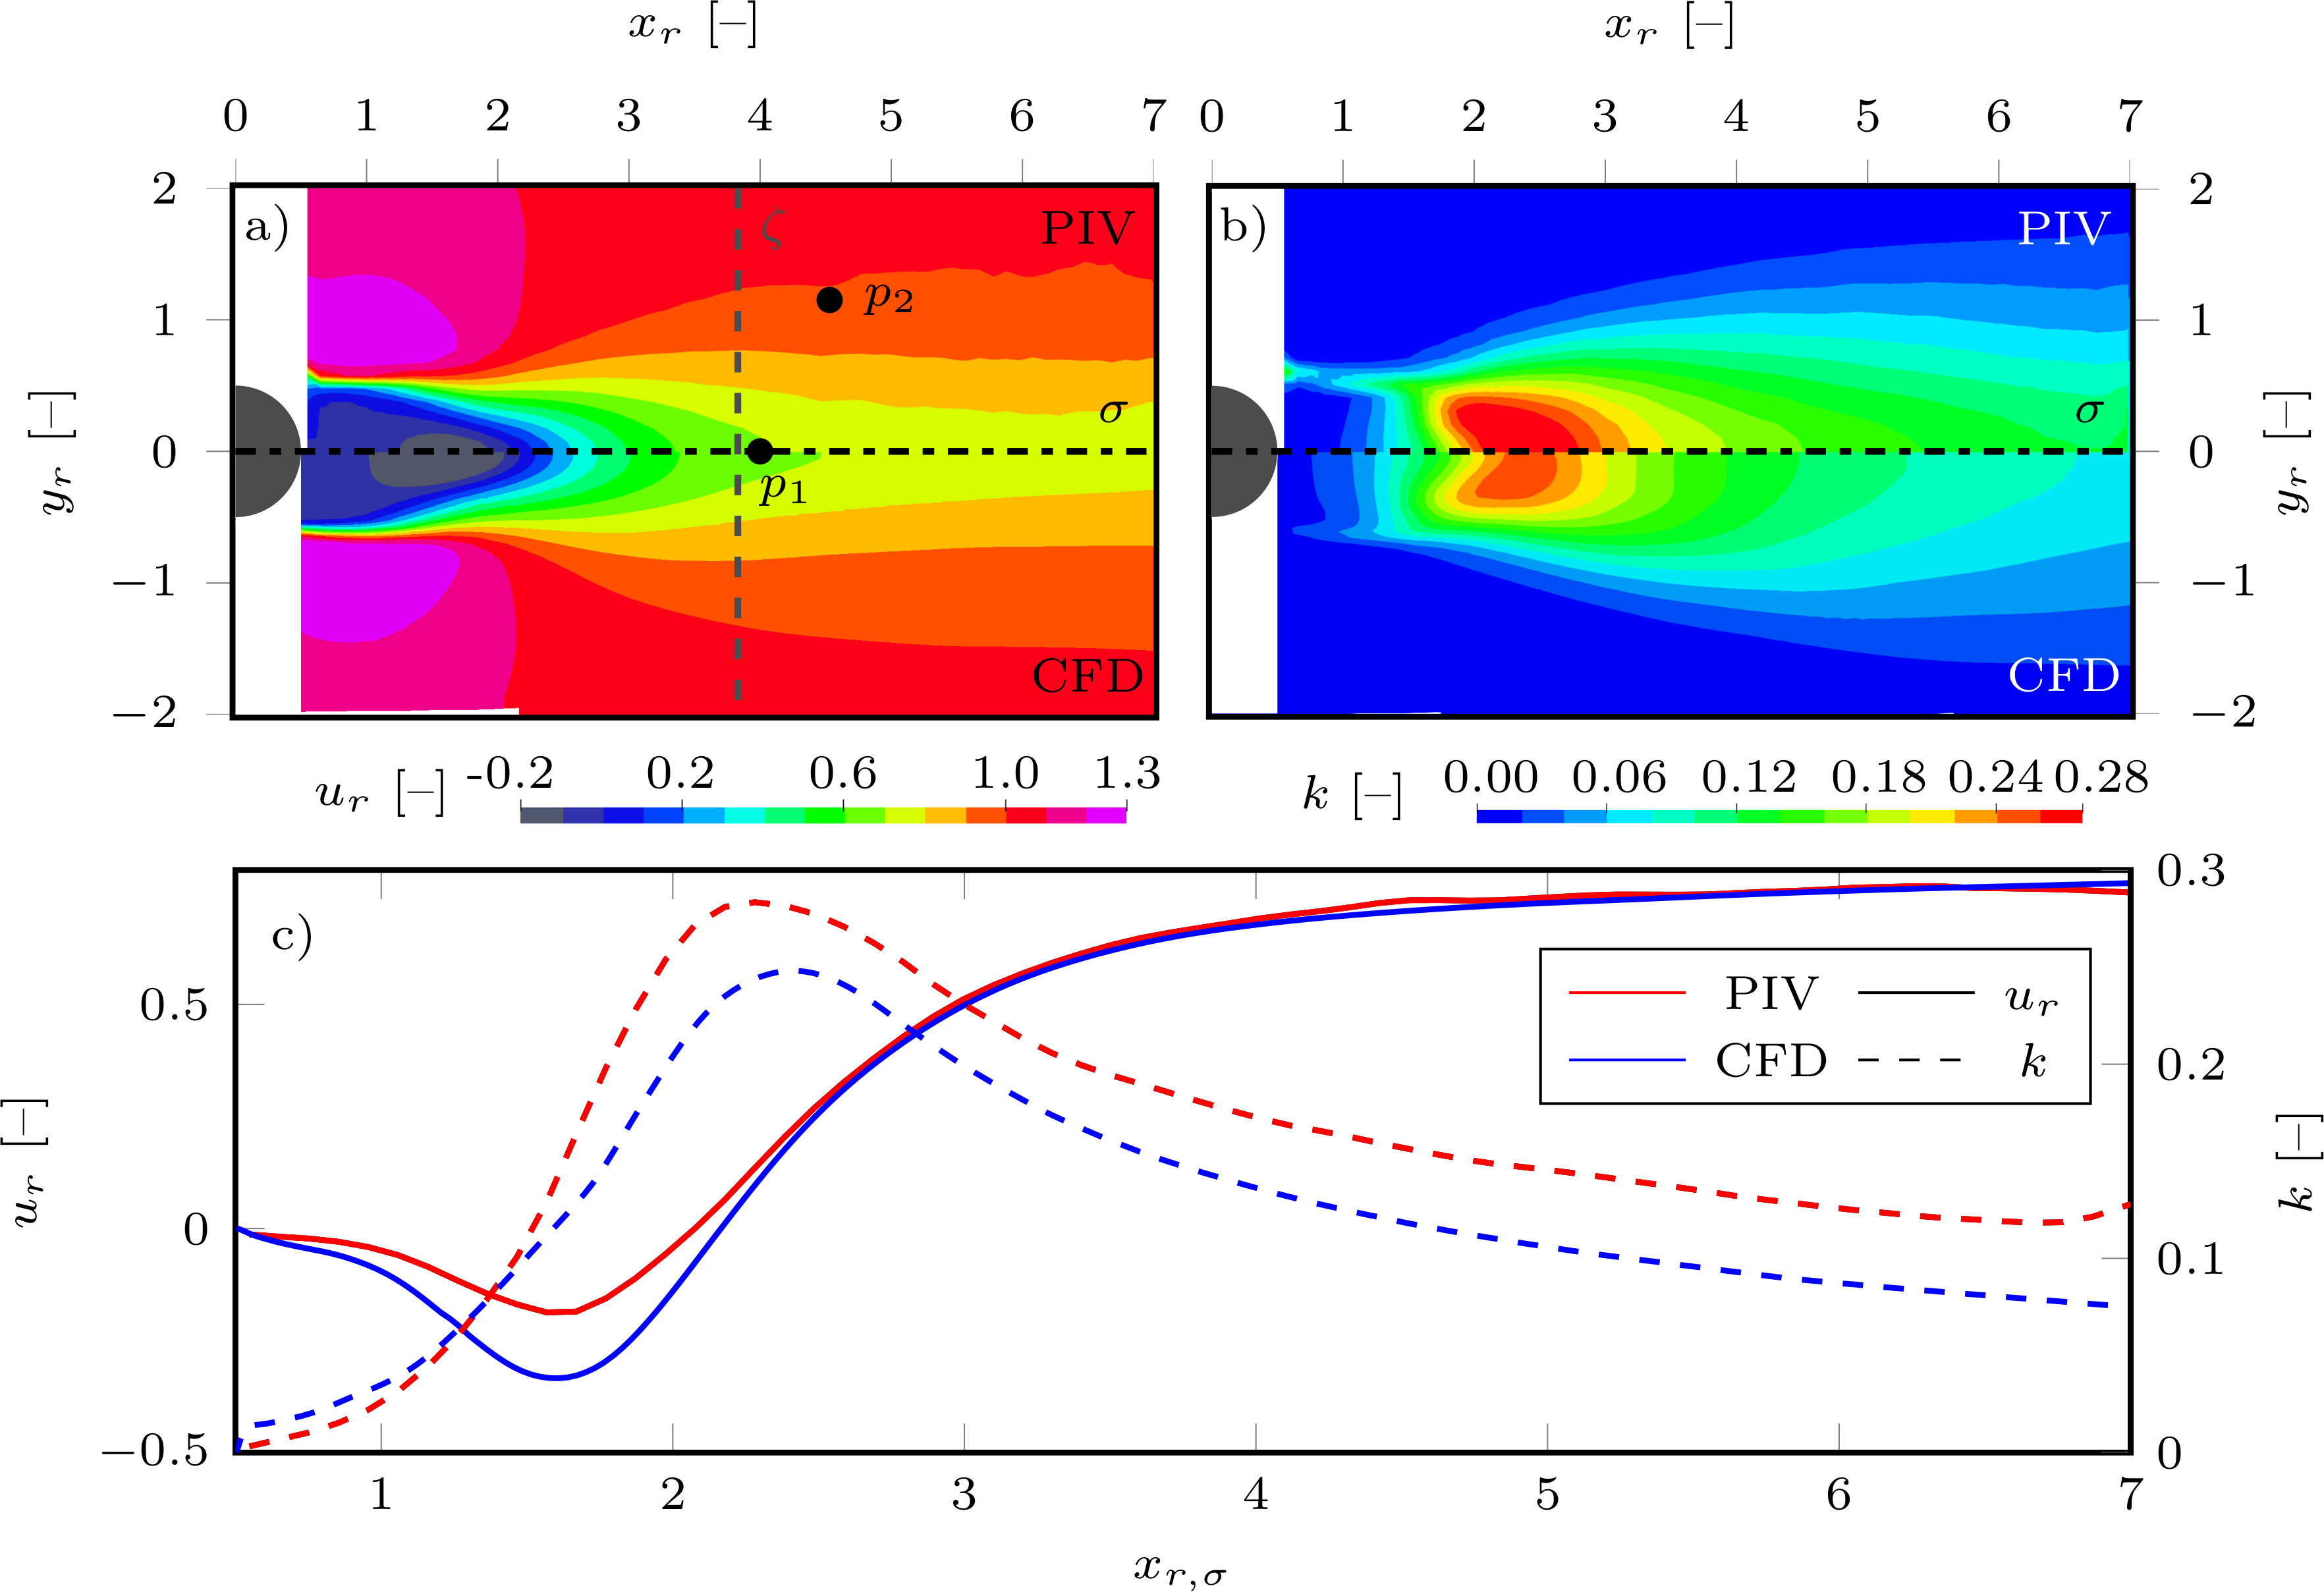 x_r [–] x_r [–]
0 1 2 3 4 5 6 7 0 1 2 3 4 5 6 7
2 a) ζ PIV b) PIV 2
1 p_2 1
y_r [–] 0 σ p_1 σ 0 y_r [–]
−1 −1
−2 CFD CFD −2
u_r [–] -0.2 0.2 0.6 1.0 1.3 k [–] 0.00 0.06 0.12 0.18 0.24 0.28
c) 0.3
0.5 PIV u_r
CFD k 0.2
u_r [–] 0 0.1 k [–]
−0.5 0
1 2 3 4 5 6 7
x_{r,σ}